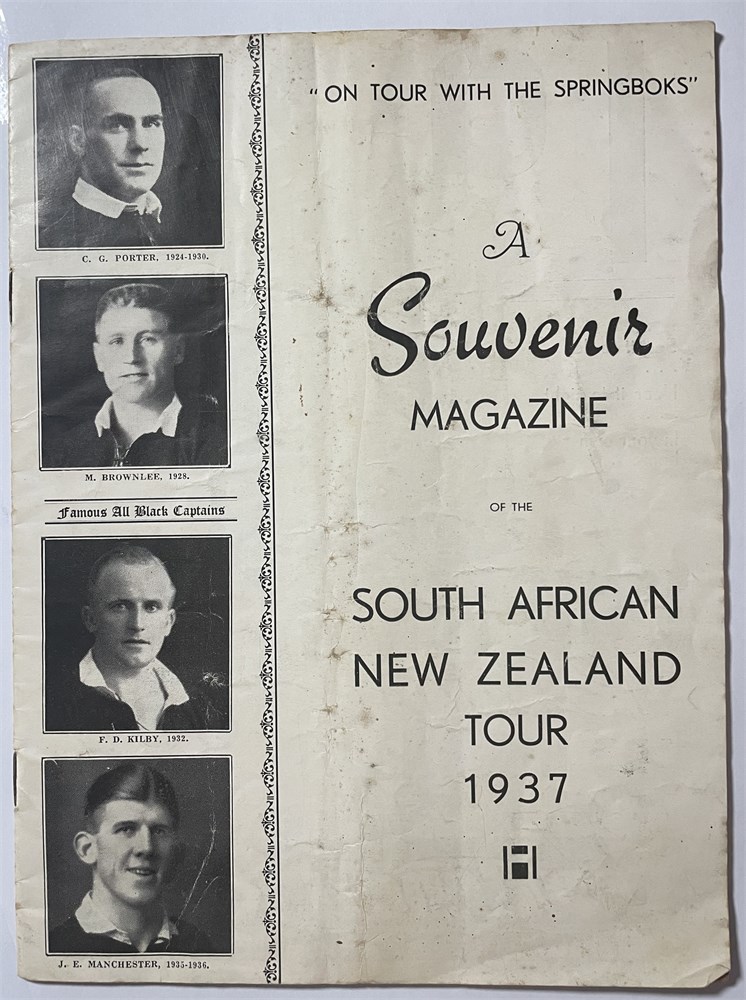 C. G. PORTER, 1924-1930.
M. BROWNLEE, 1928.
Famous All Black Captains
F. D. KILBY, 1932.
J. E. MANCHESTER, 1935-1936.
"ON TOUR WITH THE SPRINGBOKS"
A
Souvenir
MAGAZINE
OF THE
SOUTH AFRICAN
NEW ZEALAND
TOUR
1937